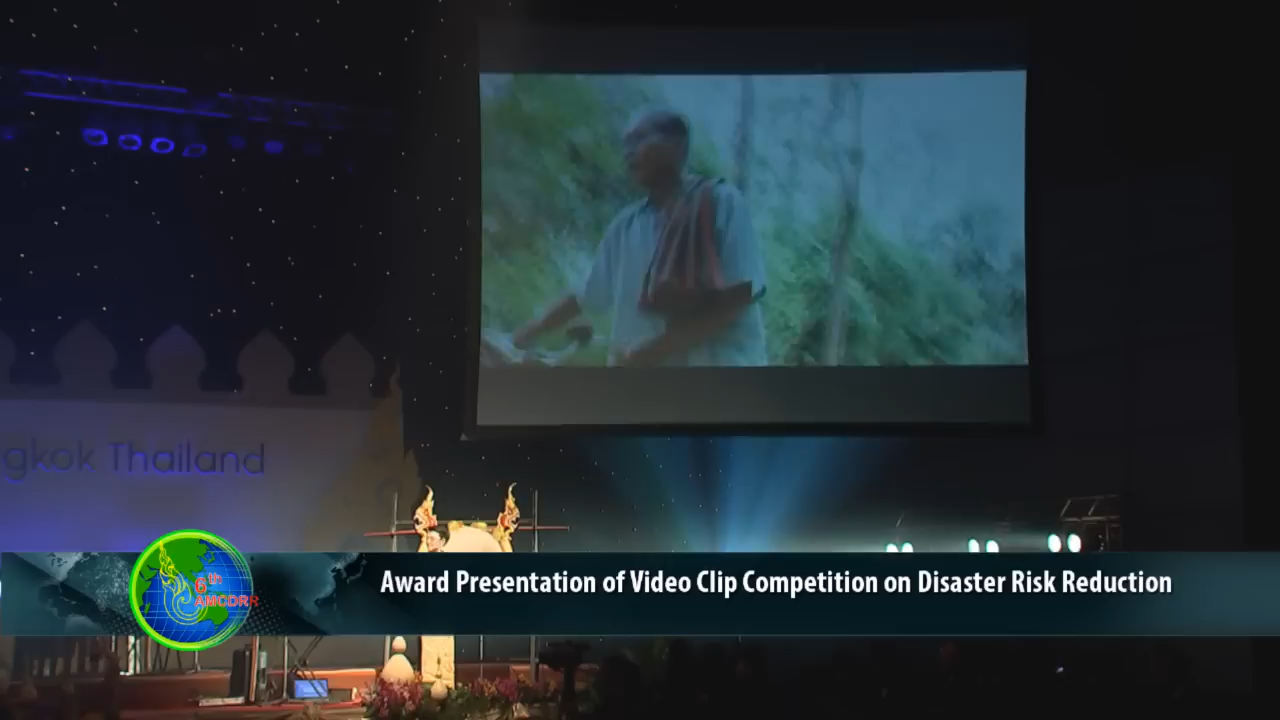 gkok Thailand
6th
AMCDRR
Award Presentation of Video Clip Competition on Disaster Risk Reduction